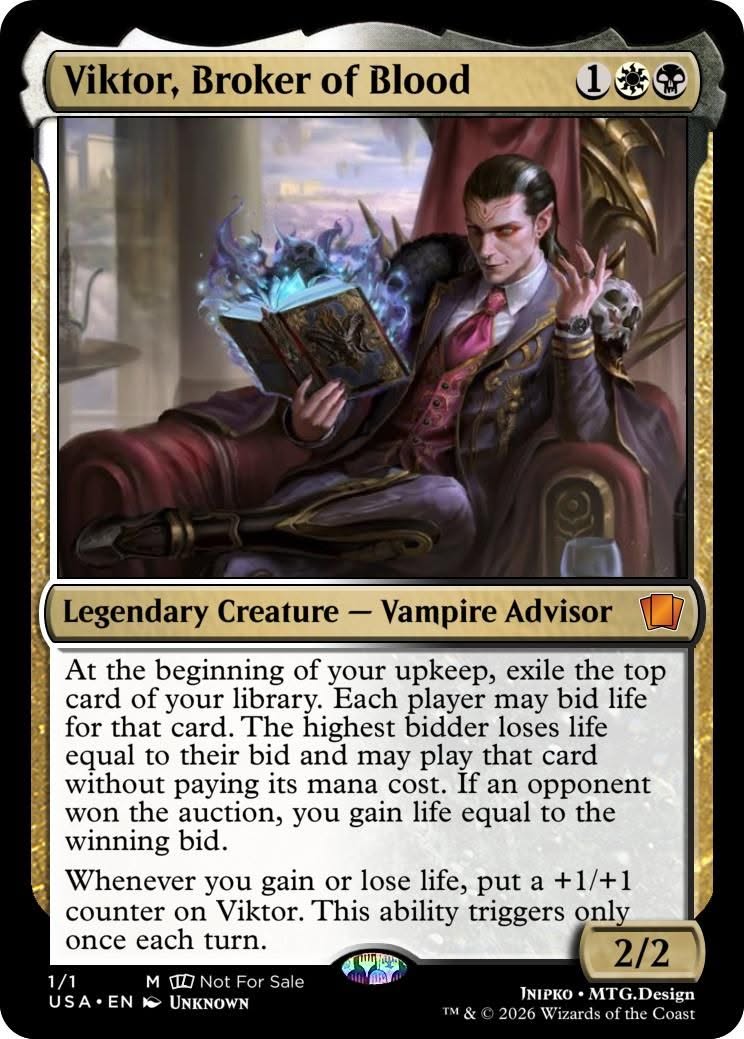 Viktor, Broker of Blood 1
Legendary Creature — Vampire Advisor
At the beginning of your upkeep, exile the top
card of your library. Each player may bid life
for that card. The highest bidder loses life
equal to their bid and may play that card
without paying its mana cost. If an opponent
won the auction, you gain life equal to the
winning bid.
Whenever you gain or lose life, put a +1/+1
counter on Viktor. This ability triggers only
once each turn.
2/2
1/1 M Not For Sale
USA • EN Unknown
Jnipko • MTG.Design
™ & © 2026 Wizards of the Coast